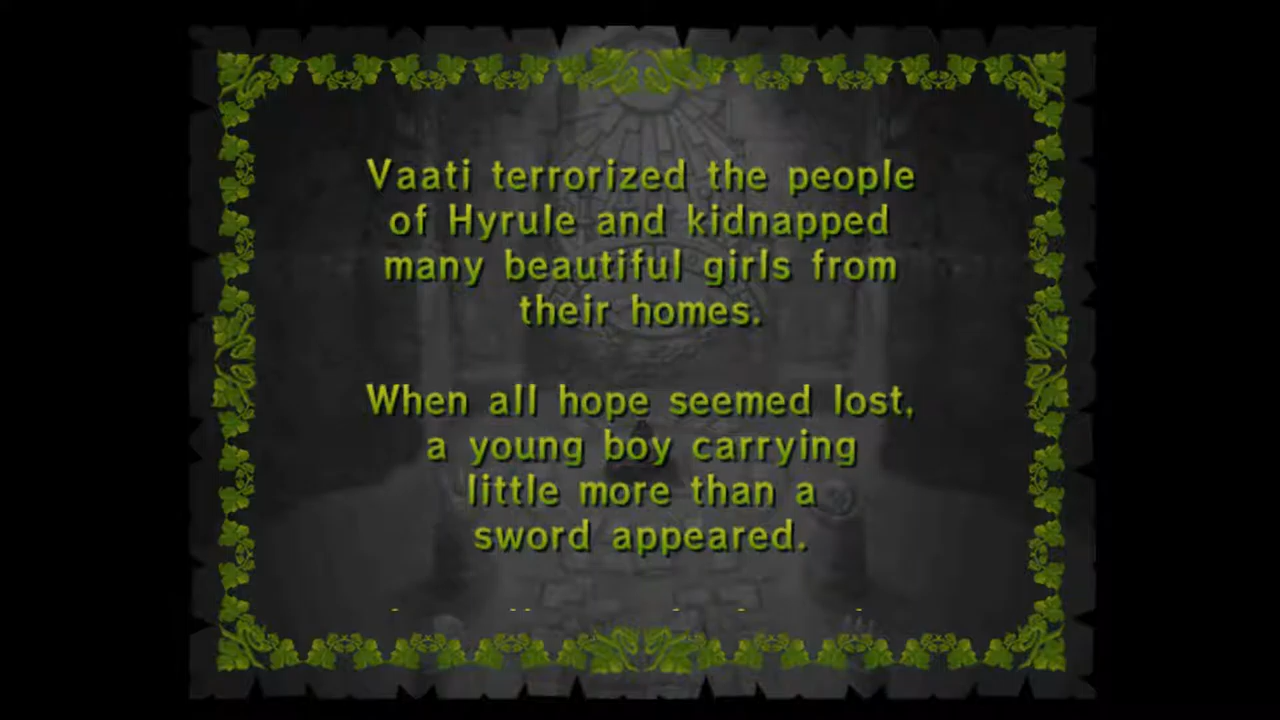 Vaati terrorized the people
of Hyrule and kidnapped
many beautiful girls from
their homes.
When all hope seemed lost,
a young boy carrying
little more than a
sword appeared.